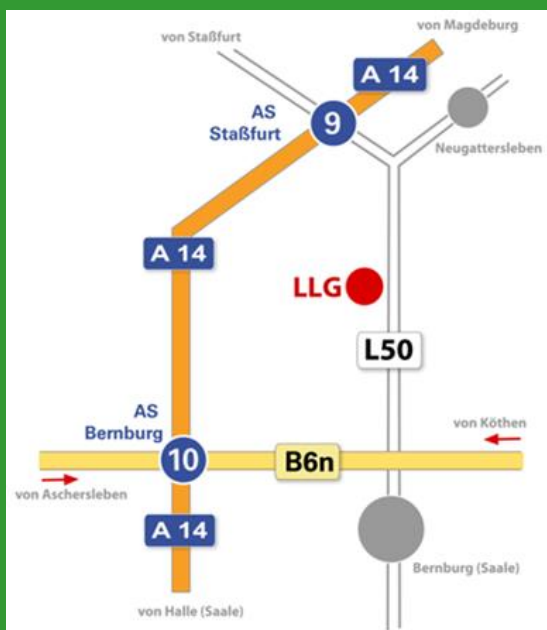 von Magdeburg
von Staßfurt
A 14
AS
Staßfurt
9
Neugattersleben
A 14
LLG
L50
AS
Bernburg
von Köthen
10
B6n
von Aschersleben
A 14
Bernburg (Saale)
von Halle (Saale)